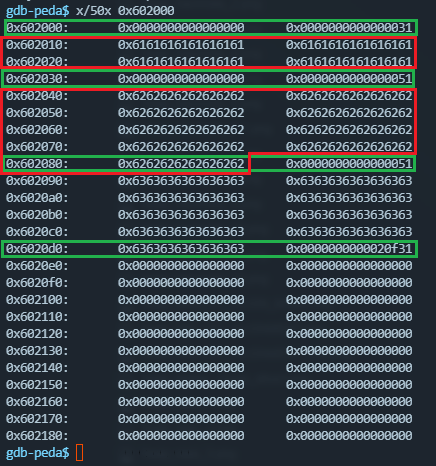 gdb-peda$ x/50x 0x602000
0x602000: 0x0000000000000000 0x0000000000000031
0x602010: 0x6161616161616161 0x6161616161616161
0x602020: 0x6161616161616161 0x6161616161616161
0x602030: 0x0000000000000000 0x0000000000000051
0x602040: 0x6262626262626262 0x6262626262626262
0x602050: 0x6262626262626262 0x6262626262626262
0x602060: 0x6262626262626262 0x6262626262626262
0x602070: 0x6262626262626262 0x6262626262626262
0x602080: 0x6262626262626262 0x0000000000000051
0x602090: 0x6363636363636363 0x6363636363636363
0x6020a0: 0x6363636363636363 0x6363636363636363
0x6020b0: 0x6363636363636363 0x6363636363636363
0x6020c0: 0x6363636363636363 0x6363636363636363
0x6020d0: 0x6363636363636363 0x0000000000020f31
0x6020e0: 0x0000000000000000 0x0000000000000000
0x6020f0: 0x0000000000000000 0x0000000000000000
0x602100: 0x0000000000000000 0x0000000000000000
0x602110: 0x0000000000000000 0x0000000000000000
0x602120: 0x0000000000000000 0x0000000000000000
0x602130: 0x0000000000000000 0x0000000000000000
0x602140: 0x0000000000000000 0x0000000000000000
0x602150: 0x0000000000000000 0x0000000000000000
0x602160: 0x0000000000000000 0x0000000000000000
0x602170: 0x0000000000000000 0x0000000000000000
0x602180: 0x0000000000000000 0x0000000000000000
gdb-peda$